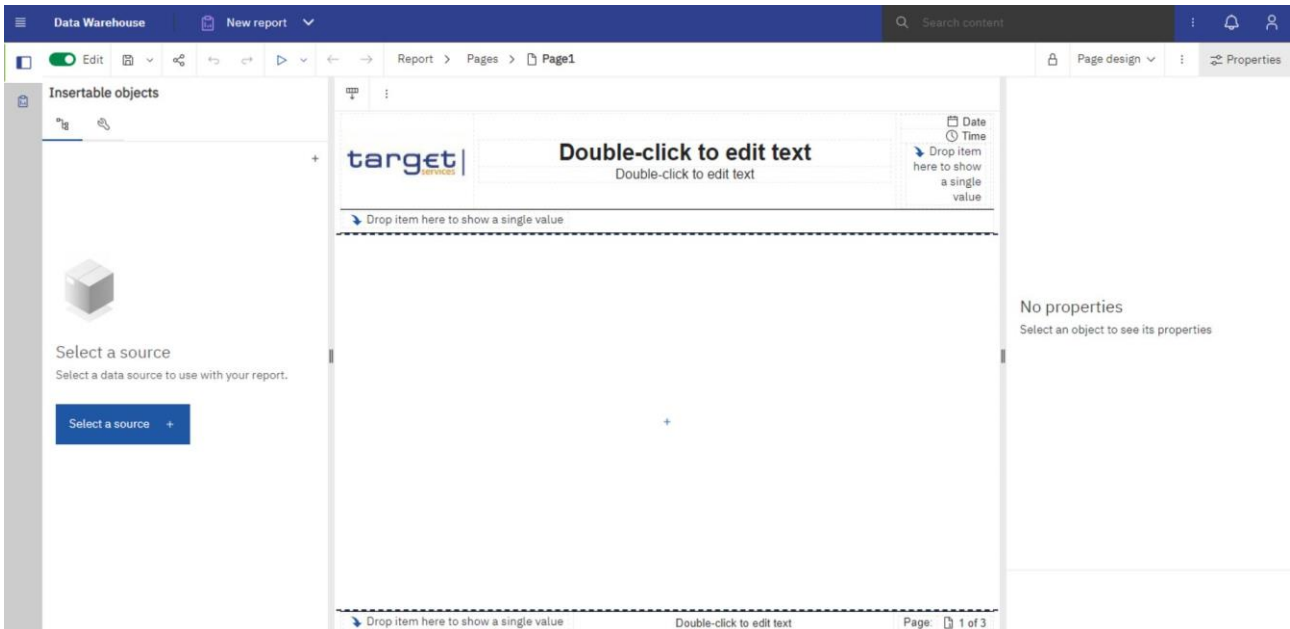 Data Warehouse
New report
Search content
Edit
Report > Pages > Page1
Page design
Properties
Insertable objects
Date
Time
target
services
Double-click to edit text
Double-click to edit text
Drop item
here to show
a single
value
Drop item here to show a single value
Select a source
Select a data source to use with your report.
Select a source +
No properties
Select an object to see its properties
Drop item here to show a single value
Double-click to edit text
Page: 1 of 3